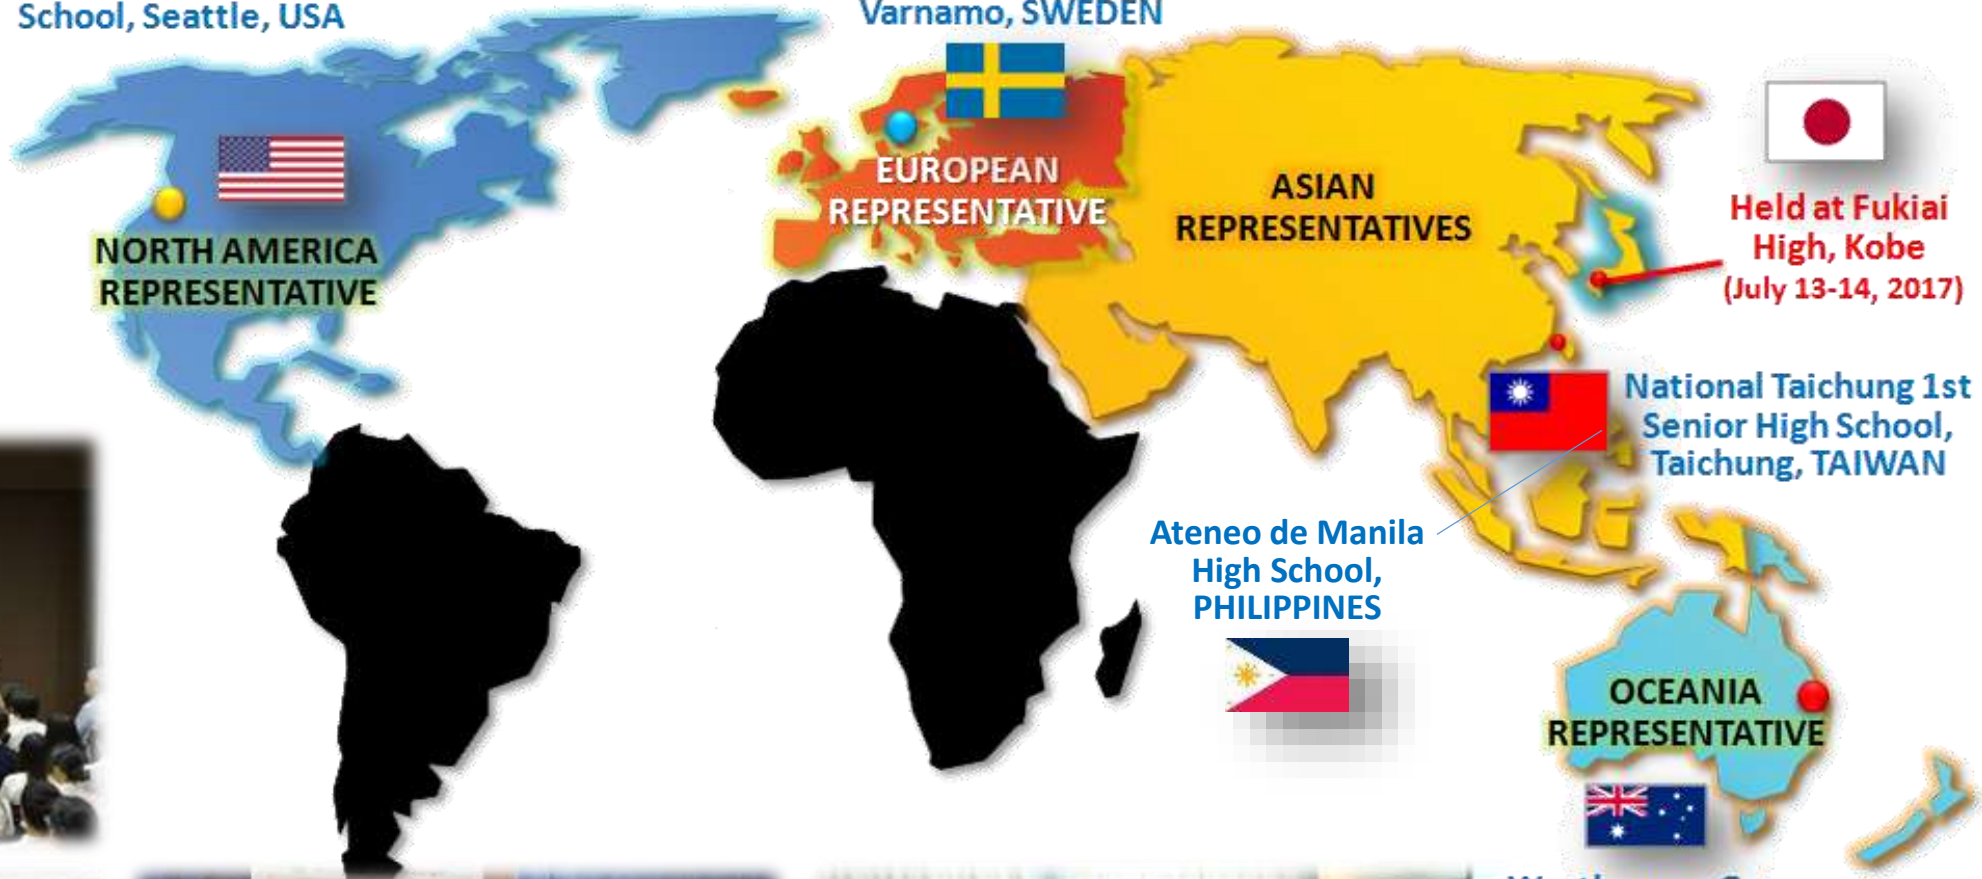 School, Seattle, USA
Varnamo, SWEDEN
NORTH AMERICA
REPRESENTATIVE
EUROPEAN
REPRESENTATIVE
ASIAN
REPRESENTATIVES
Held at Fukiai
High, Kobe
(July 13-14, 2017)
National Taichung 1st
Senior High School,
Taichung, TAIWAN
Ateneo de Manila
High School,
PHILIPPINES
OCEANIA
REPRESENTATIVE